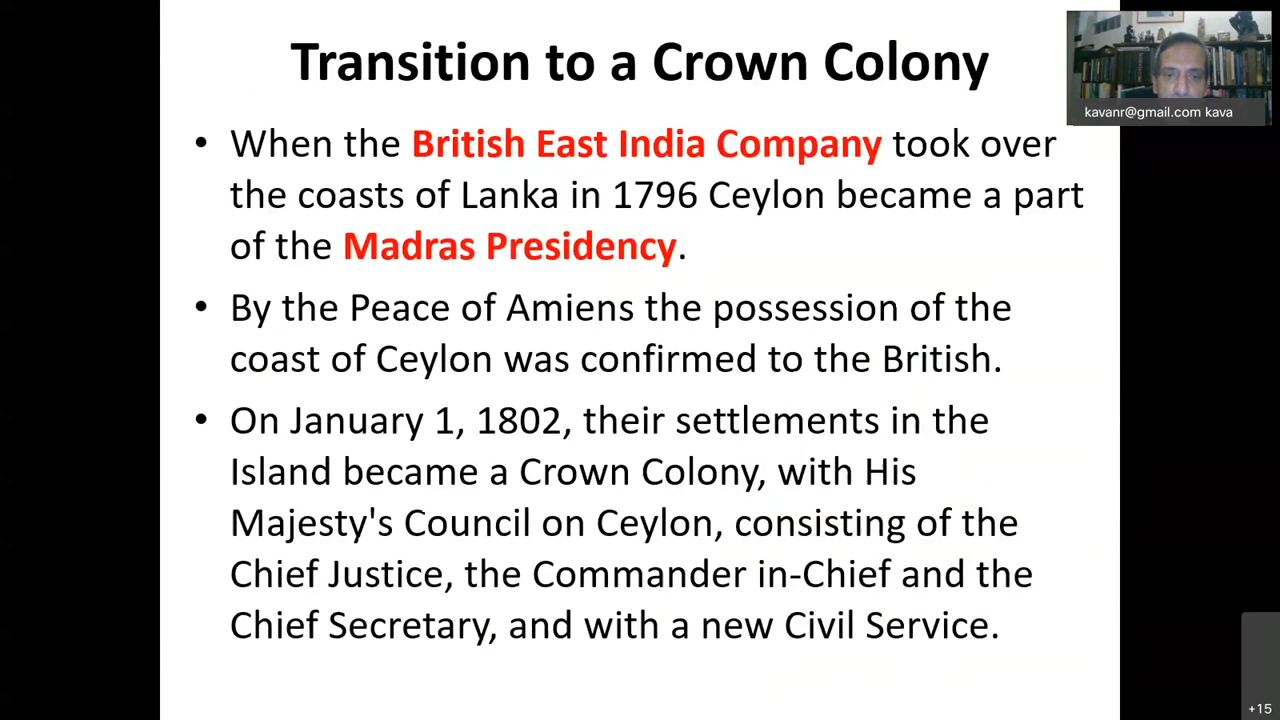 Transition to a Crown Colony
kavanr@gmail.com kava
• When the British East India Company took over
the coasts of Lanka in 1796 Ceylon became a part
of the Madras Presidency.
• By the Peace of Amiens the possession of the
coast of Ceylon was confirmed to the British.
• On January 1, 1802, their settlements in the
Island became a Crown Colony, with His
Majesty's Council on Ceylon, consisting of the
Chief Justice, the Commander in-Chief and the
Chief Secretary, and with a new Civil Service.
+15